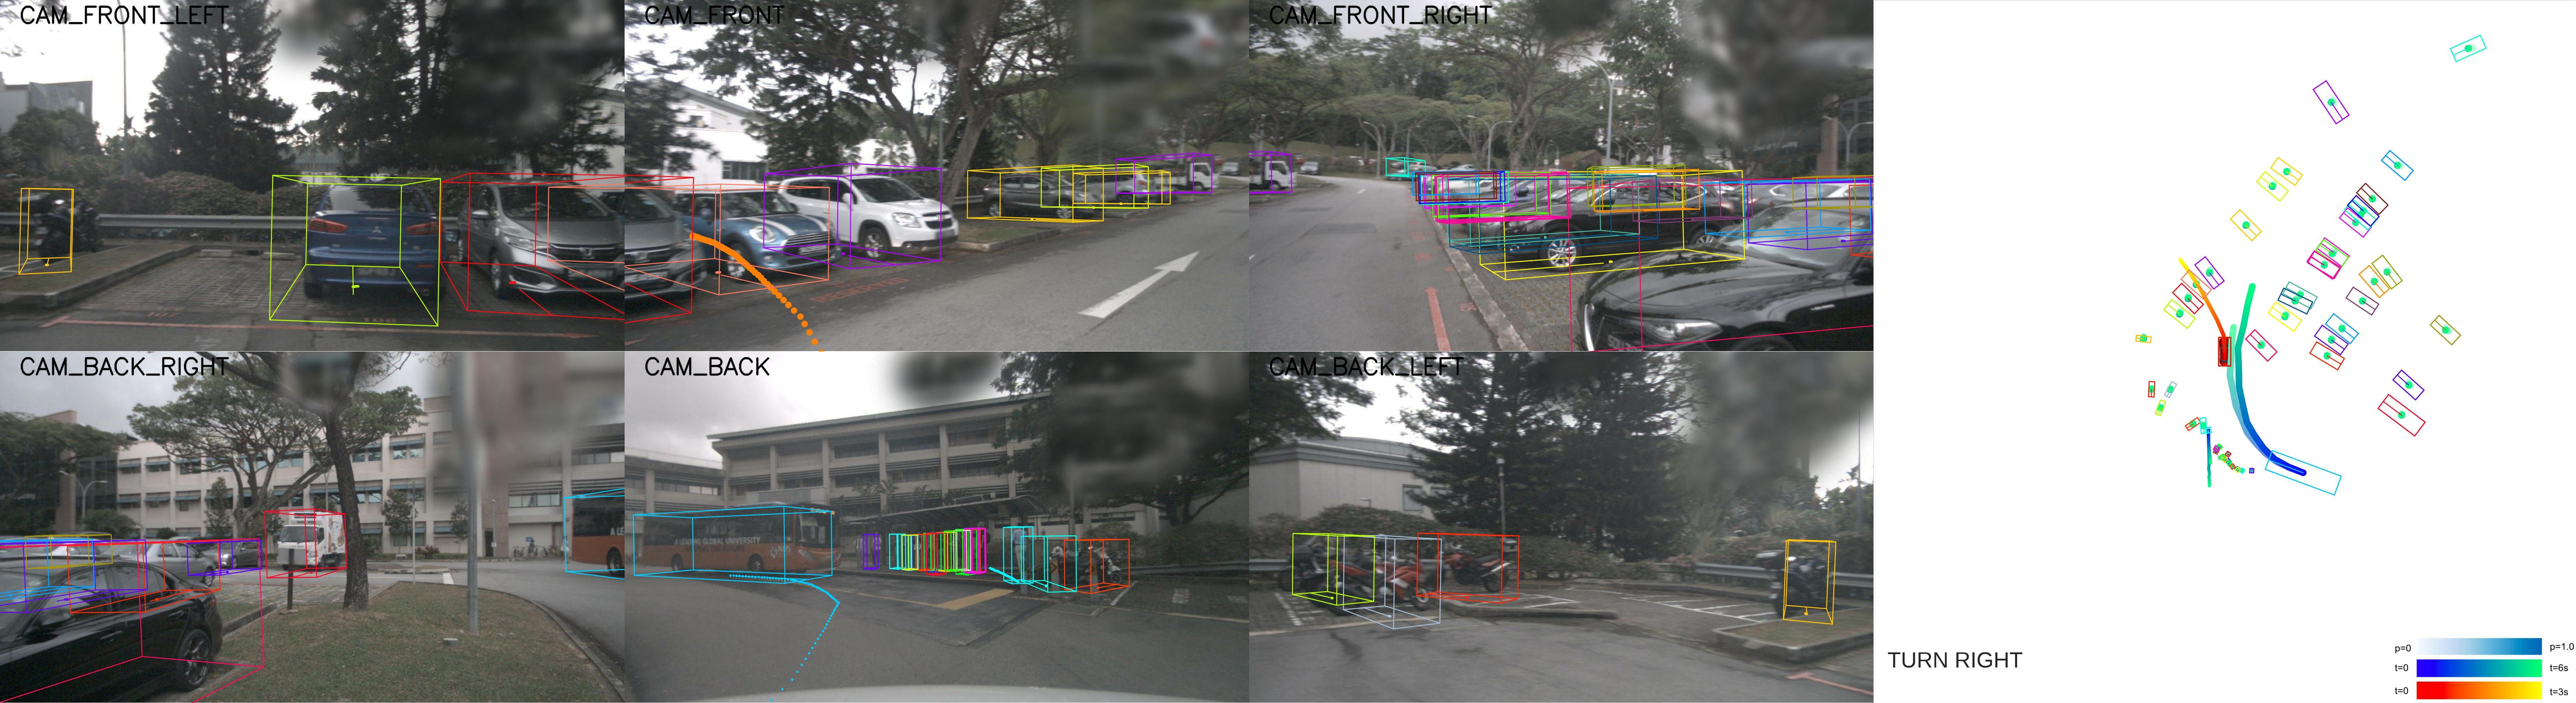 CAM_FRONT_LEFT
CAM_FRONT
CAM_FRONT_RIGHT
CAM_BACK_RIGHT
CAM_BACK
CAM_BACK_LEFT
A LEADING GLOBAL UNIVERSITY
TURN RIGHT
p=0
p=1.0
t=0
t=6s
t=0
t=3s